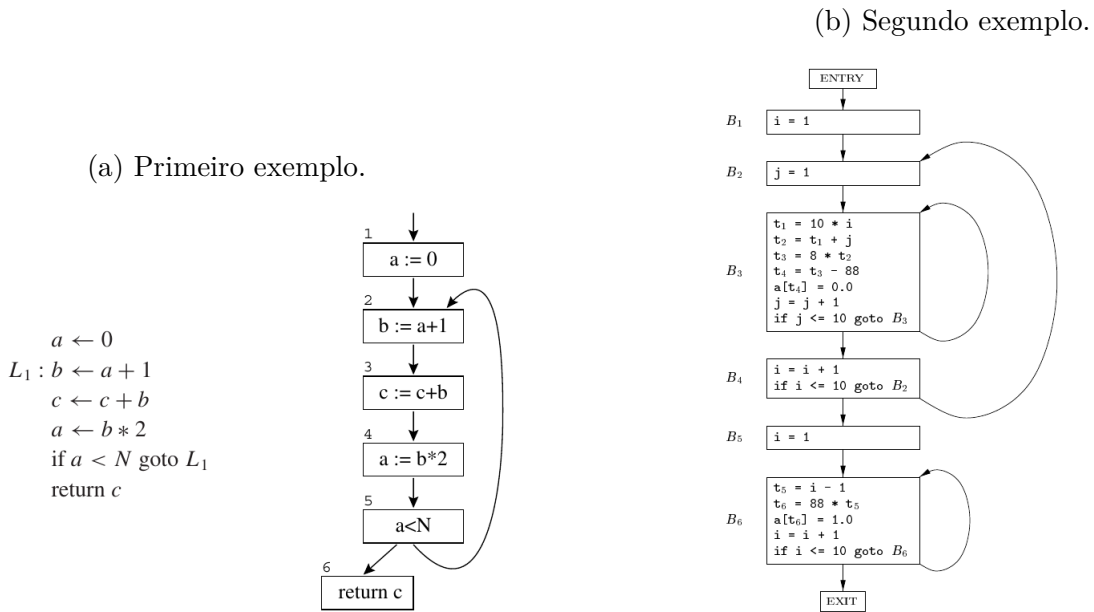 (a) Primeiro exemplo.
a ← 0
L₁ : b ← a + 1
c ← c + b
a ← b ∗ 2
if a < N goto L₁
return c
1
a := 0
2
b := a+1
3
c := c+b
4
a := b*2
5
a<N
6
return c
(b) Segundo exemplo.
ENTRY
B₁
i = 1
B₂
j = 1
B₃
t₁ = 10 * i
t₂ = t₁ + j
t₃ = 8 * t₂
t₄ = t₃ - 88
a[t₄] = 0.0
j = j + 1
if j <= 10 goto B₃
B₄
i = i + 1
if i <= 10 goto B₂
B₅
i = 1
B₆
t₅ = i - 1
t₆ = 88 * t₅
a[t₆] = 1.0
i = i + 1
if i <= 10 goto B₆
EXIT